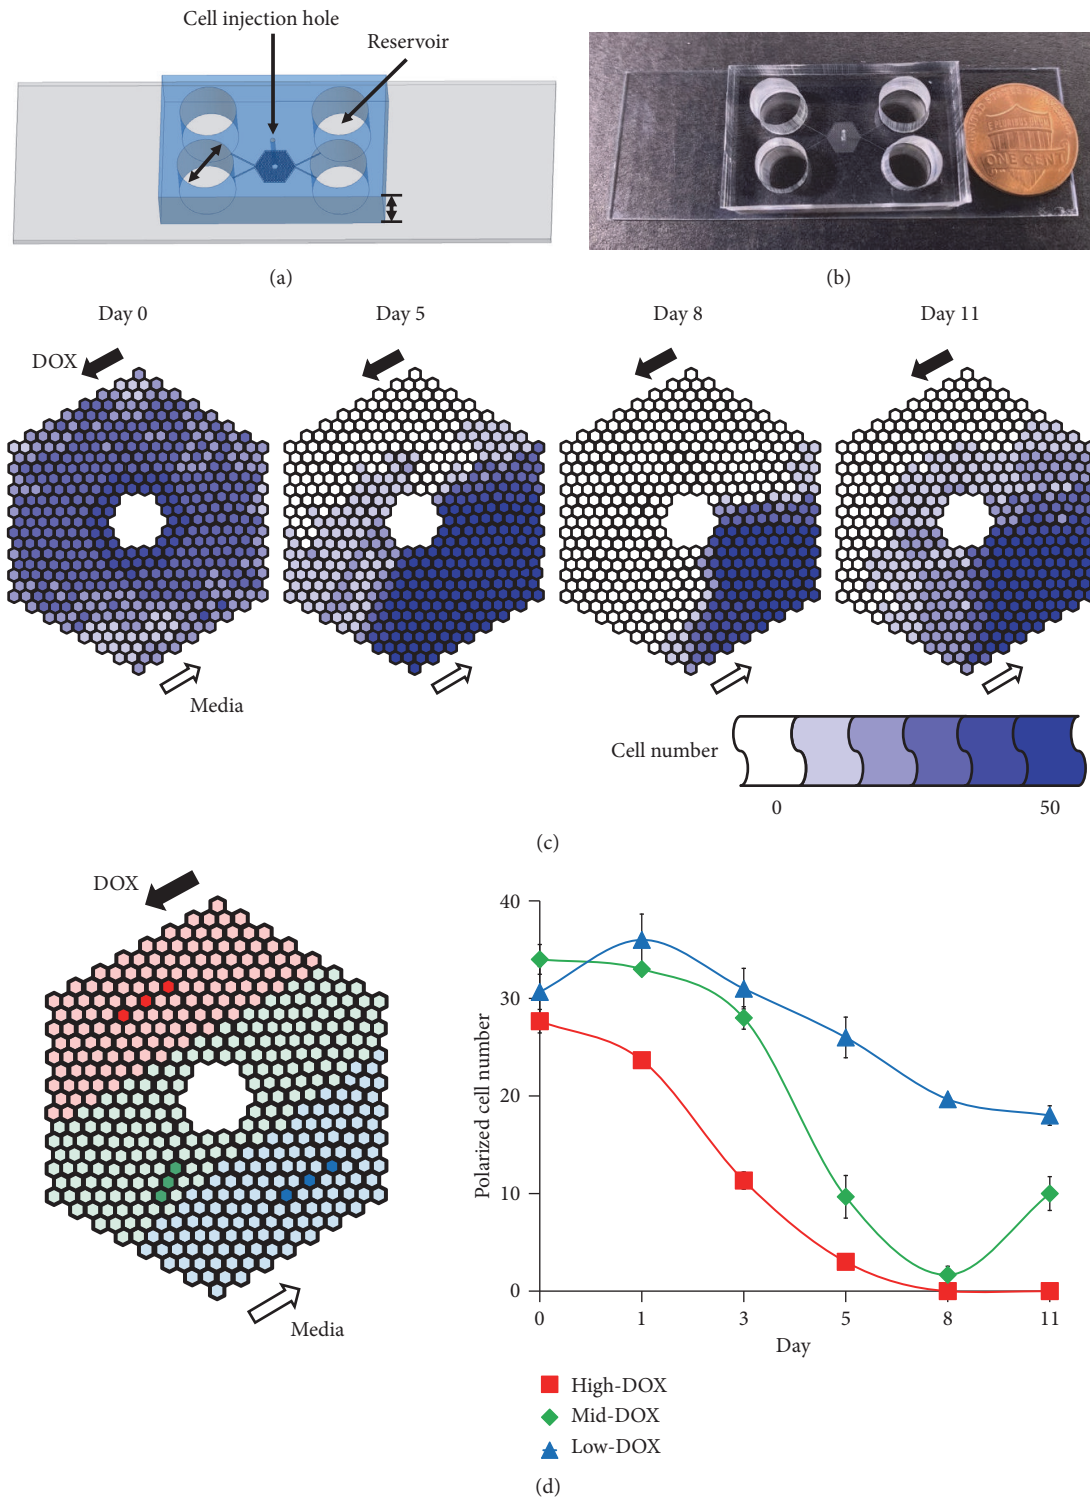 Cell injection hole
Reservoir
(a)
(b)
ONE CENT
Day 0
Day 5
Day 8
Day 11
DOX
Media
Cell number
0
50
(c)
DOX
Media
Polarized cell number
40
30
20
10
0
0
1
3
5
8
11
Day
High-DOX
Mid-DOX
Low-DOX
(d)